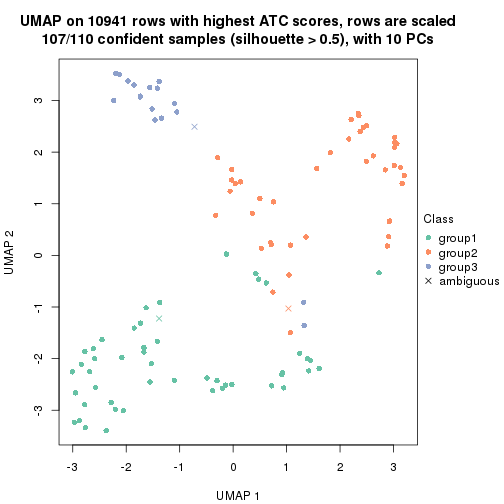 UMAP on 10941 rows with highest ATC scores, rows are scaled
107/110 confident samples (silhouette > 0.5), with 10 PCs
3
2
1
0
-1
-2
-3
UMAP 2
-3
-2
-1
0
1
2
3
UMAP 1
Class
group1
group2
group3
ambiguous